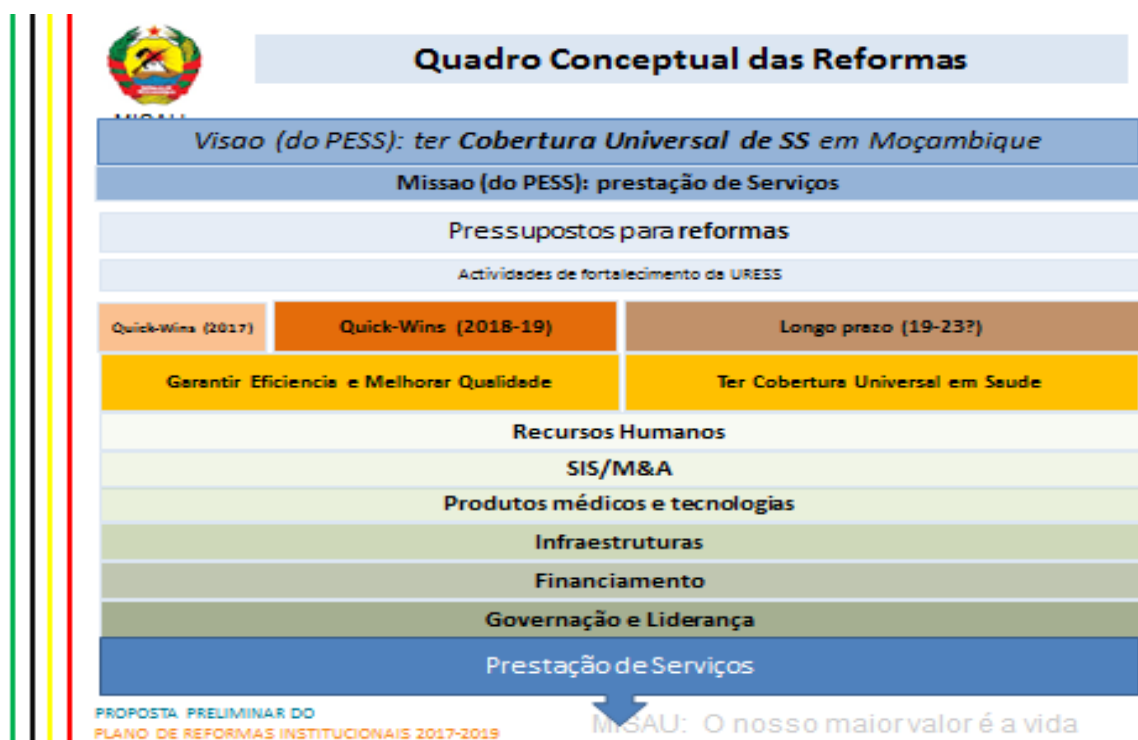 Quadro Conceptual das Reformas
MISAU
Visao (do PESS): ter Cobertura Universal de SS em Moçambique
Missao (do PESS): prestação de Serviços
Pressupostos para reformas
Actividades de fortalecimento da URESS
Quick-Wins (2017)
Quick-Wins (2018-19)
Longo prazo (19-23?)
Garantir Eficiencia e Melhorar Qualidade
Ter Cobertura Universal em Saude
Recursos Humanos
SIS/M&A
Produtos médicos e tecnologias
Infraestruturas
Financiamento
Governação e Liderança
Prestação de Serviços
PROPOSTA PRELIMINAR DO
PLANO DE REFORMAS INSTITUCIONAIS 2017-2019
MISAU: O nosso maior valor é a vida